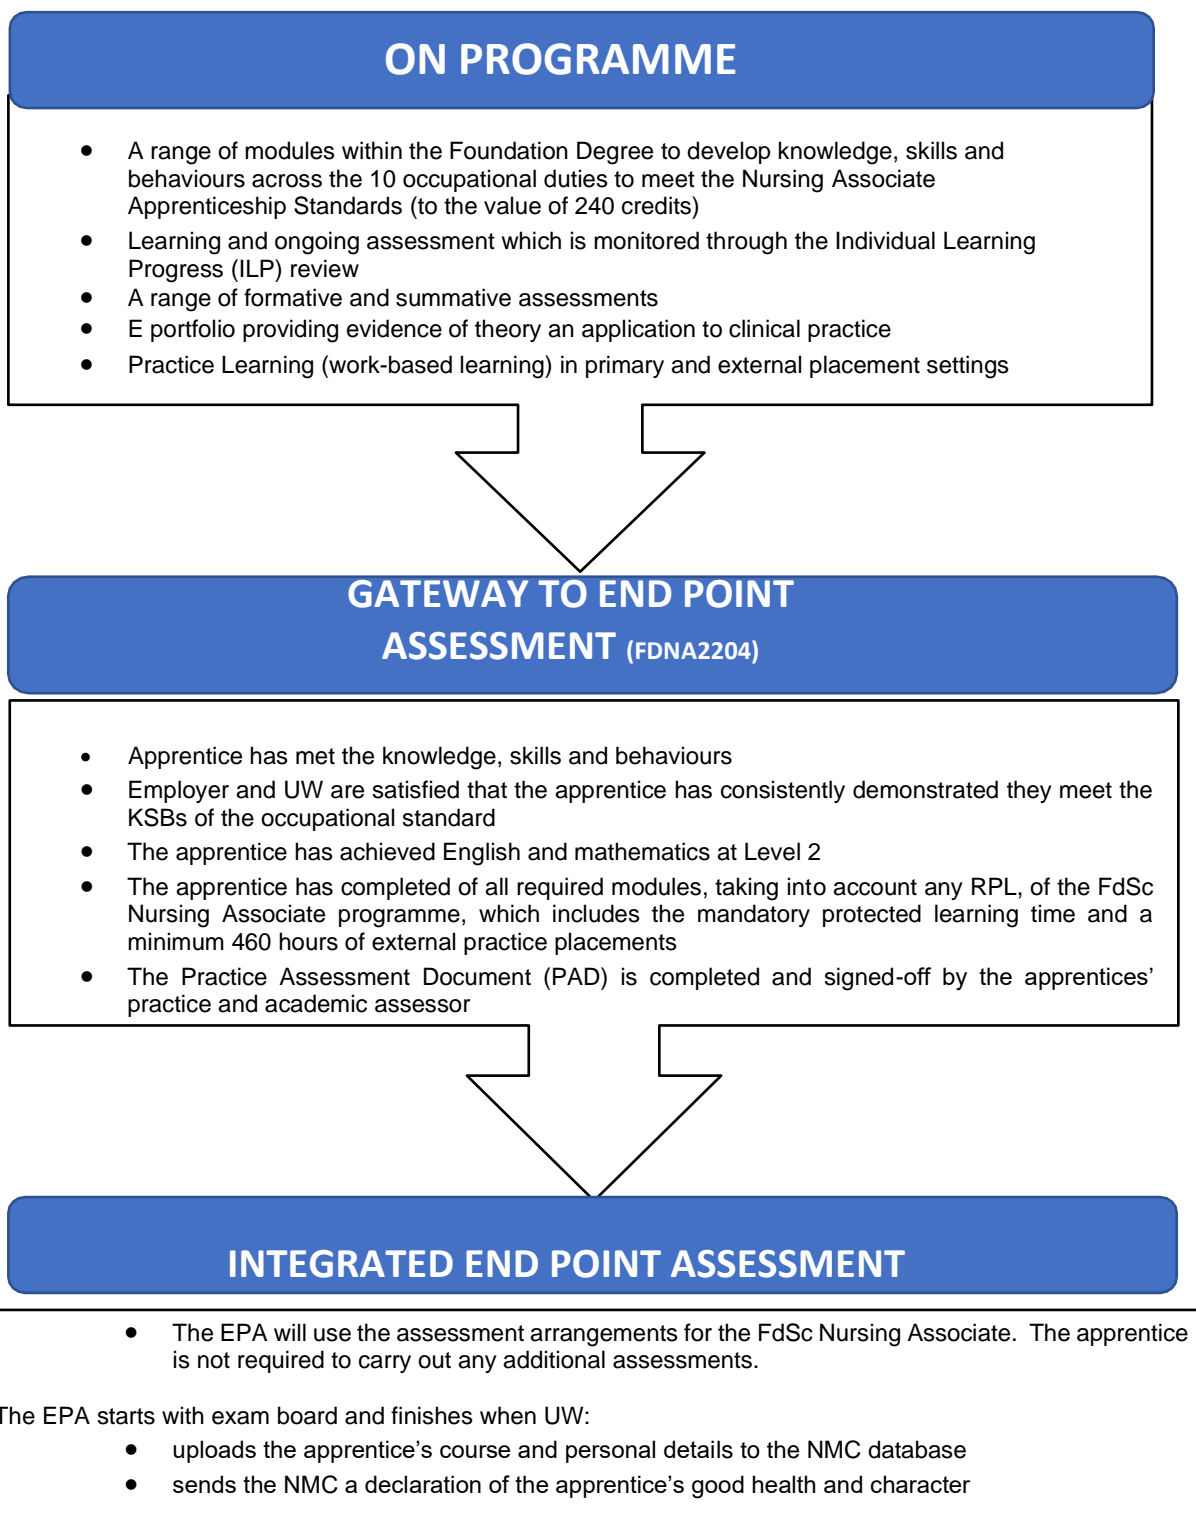 ON PROGRAMME
• A range of modules within the Foundation Degree to develop knowledge, skills and
behaviours across the 10 occupational duties to meet the Nursing Associate
Apprenticeship Standards (to the value of 240 credits)
• Learning and ongoing assessment which is monitored through the Individual Learning
Progress (ILP) review
• A range of formative and summative assessments
• E portfolio providing evidence of theory an application to clinical practice
• Practice Learning (work-based learning) in primary and external placement settings
GATEWAY TO END POINT
ASSESSMENT (FDNA2204)
• Apprentice has met the knowledge, skills and behaviours
• Employer and UW are satisfied that the apprentice has consistently demonstrated they meet the
KSBs of the occupational standard
• The apprentice has achieved English and mathematics at Level 2
• The apprentice has completed of all required modules, taking into account any RPL, of the FdSc
Nursing Associate programme, which includes the mandatory protected learning time and a
minimum 460 hours of external practice placements
• The Practice Assessment Document (PAD) is completed and signed-off by the apprentices’
practice and academic assessor
INTEGRATED END POINT ASSESSMENT
• The EPA will use the assessment arrangements for the FdSc Nursing Associate. The apprentice
is not required to carry out any additional assessments.
The EPA starts with exam board and finishes when UW:
• uploads the apprentice’s course and personal details to the NMC database
• sends the NMC a declaration of the apprentice’s good health and character